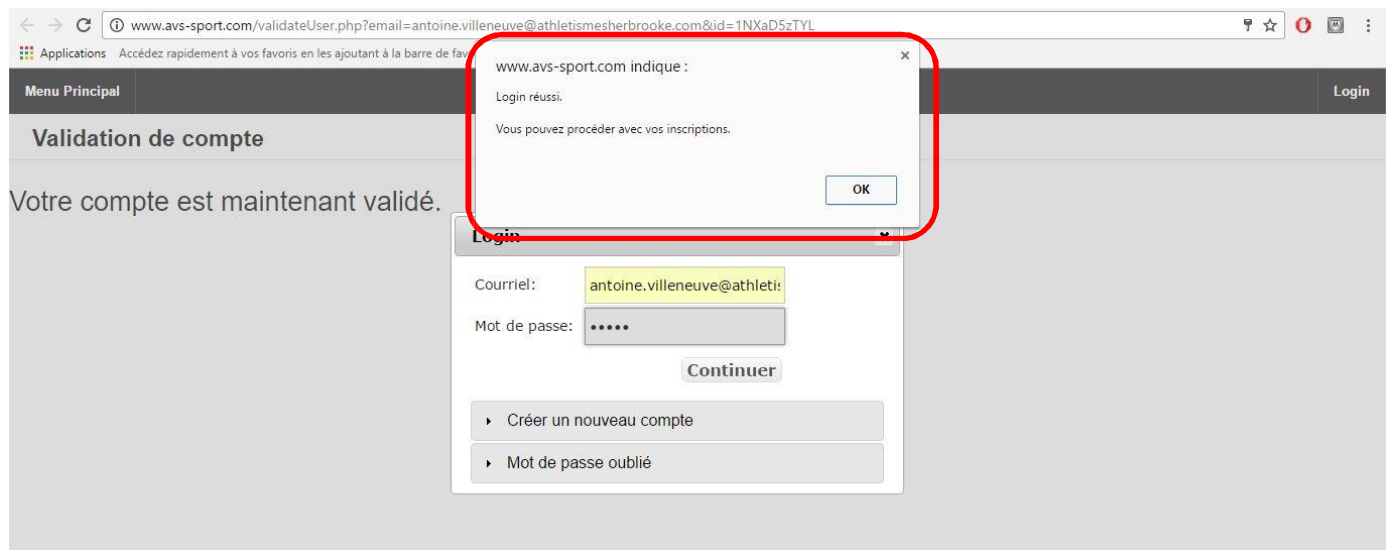 www.avs-sport.com/validateUser.php?email=antoine.villeneuve@athletismesherbrooke.com&id=1NXaD5zTYL
Applications Accédez rapidement à vos favoris en les ajoutant à la barre de fav
www.avs-sport.com indique :
Login réussi.
Vous pouvez procéder avec vos inscriptions.
OK
Menu Principal
Login
Validation de compte
Votre compte est maintenant validé.
Login
Courriel: antoine.villeneuve@athleti
Mot de passe: •••••
Continuer
Créer un nouveau compte
Mot de passe oublié